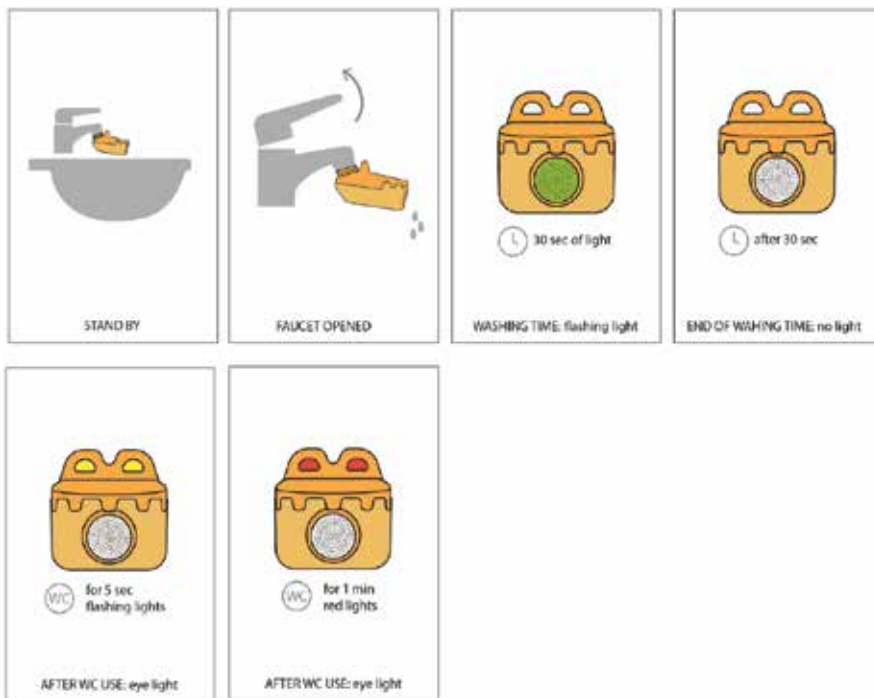 STAND BY
FAUCET OPENED
30 sec of light
WASHING TIME: flashing light
after 30 sec
END OF WAHING TIME: no light
WC
for 5 sec
flashing lights
AFTER WC USE: eye light
WC
for 1 min
red lights
AFTER WC USE: eye light